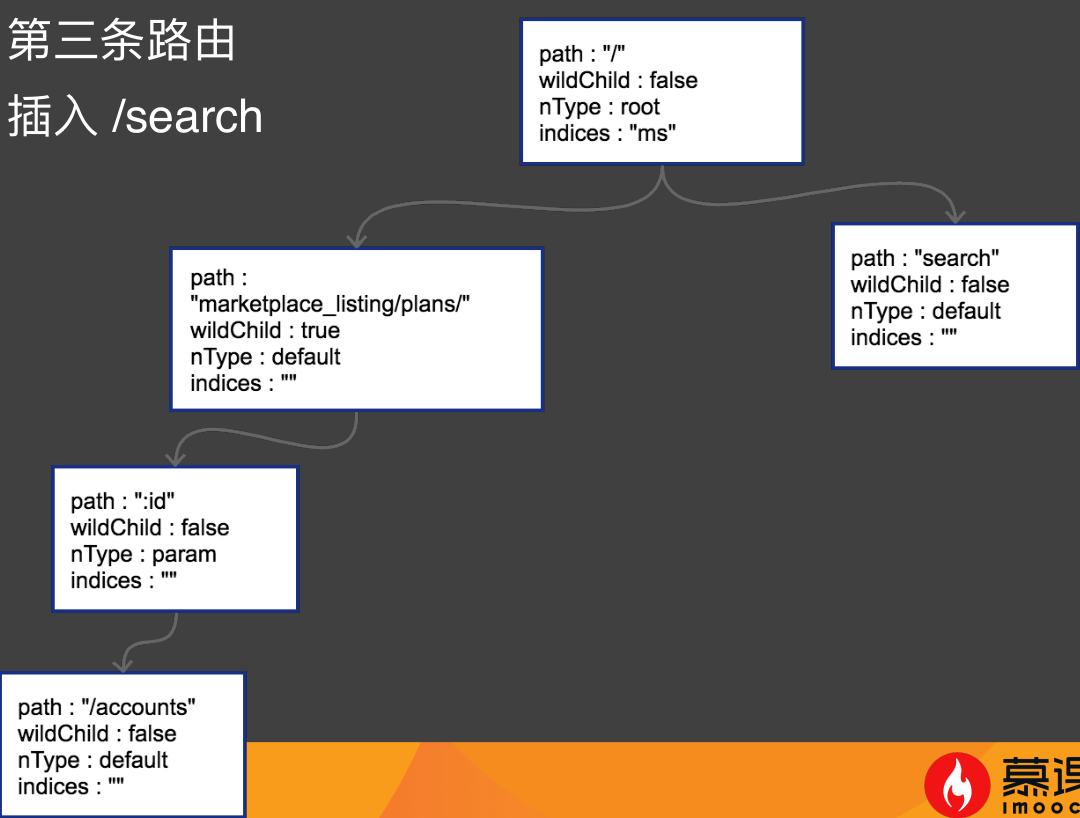 第三条路由
插入 /search
path : "/"
wildChild : false
nType : root
indices : "ms"
path :
"marketplace_listing/plans/"
wildChild : true
nType : default
indices : ""
path : "search"
wildChild : false
nType : default
indices : ""
path : ":id"
wildChild : false
nType : param
indices : ""
path : "/accounts"
wildChild : false
nType : default
indices : ""
慕课
imooc